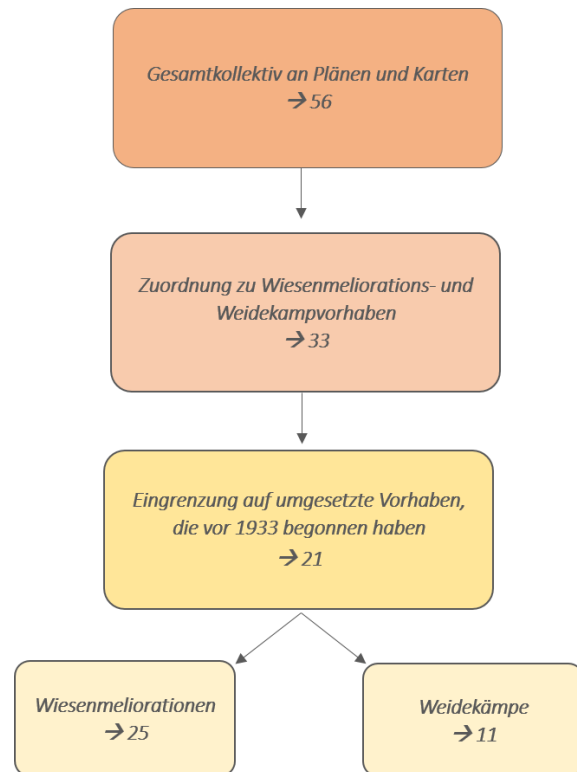 Gesamtkollektiv an Plänen und Karten
→ 56
Zuordnung zu Wiesenmeliorations- und
Weidekampvorhaben
→ 33
Eingrenzung auf umgesetzte Vorhaben,
die vor 1933 begonnen haben
→ 21
Wiesenmeliorationen
→ 25
Weidekämpe
→ 11